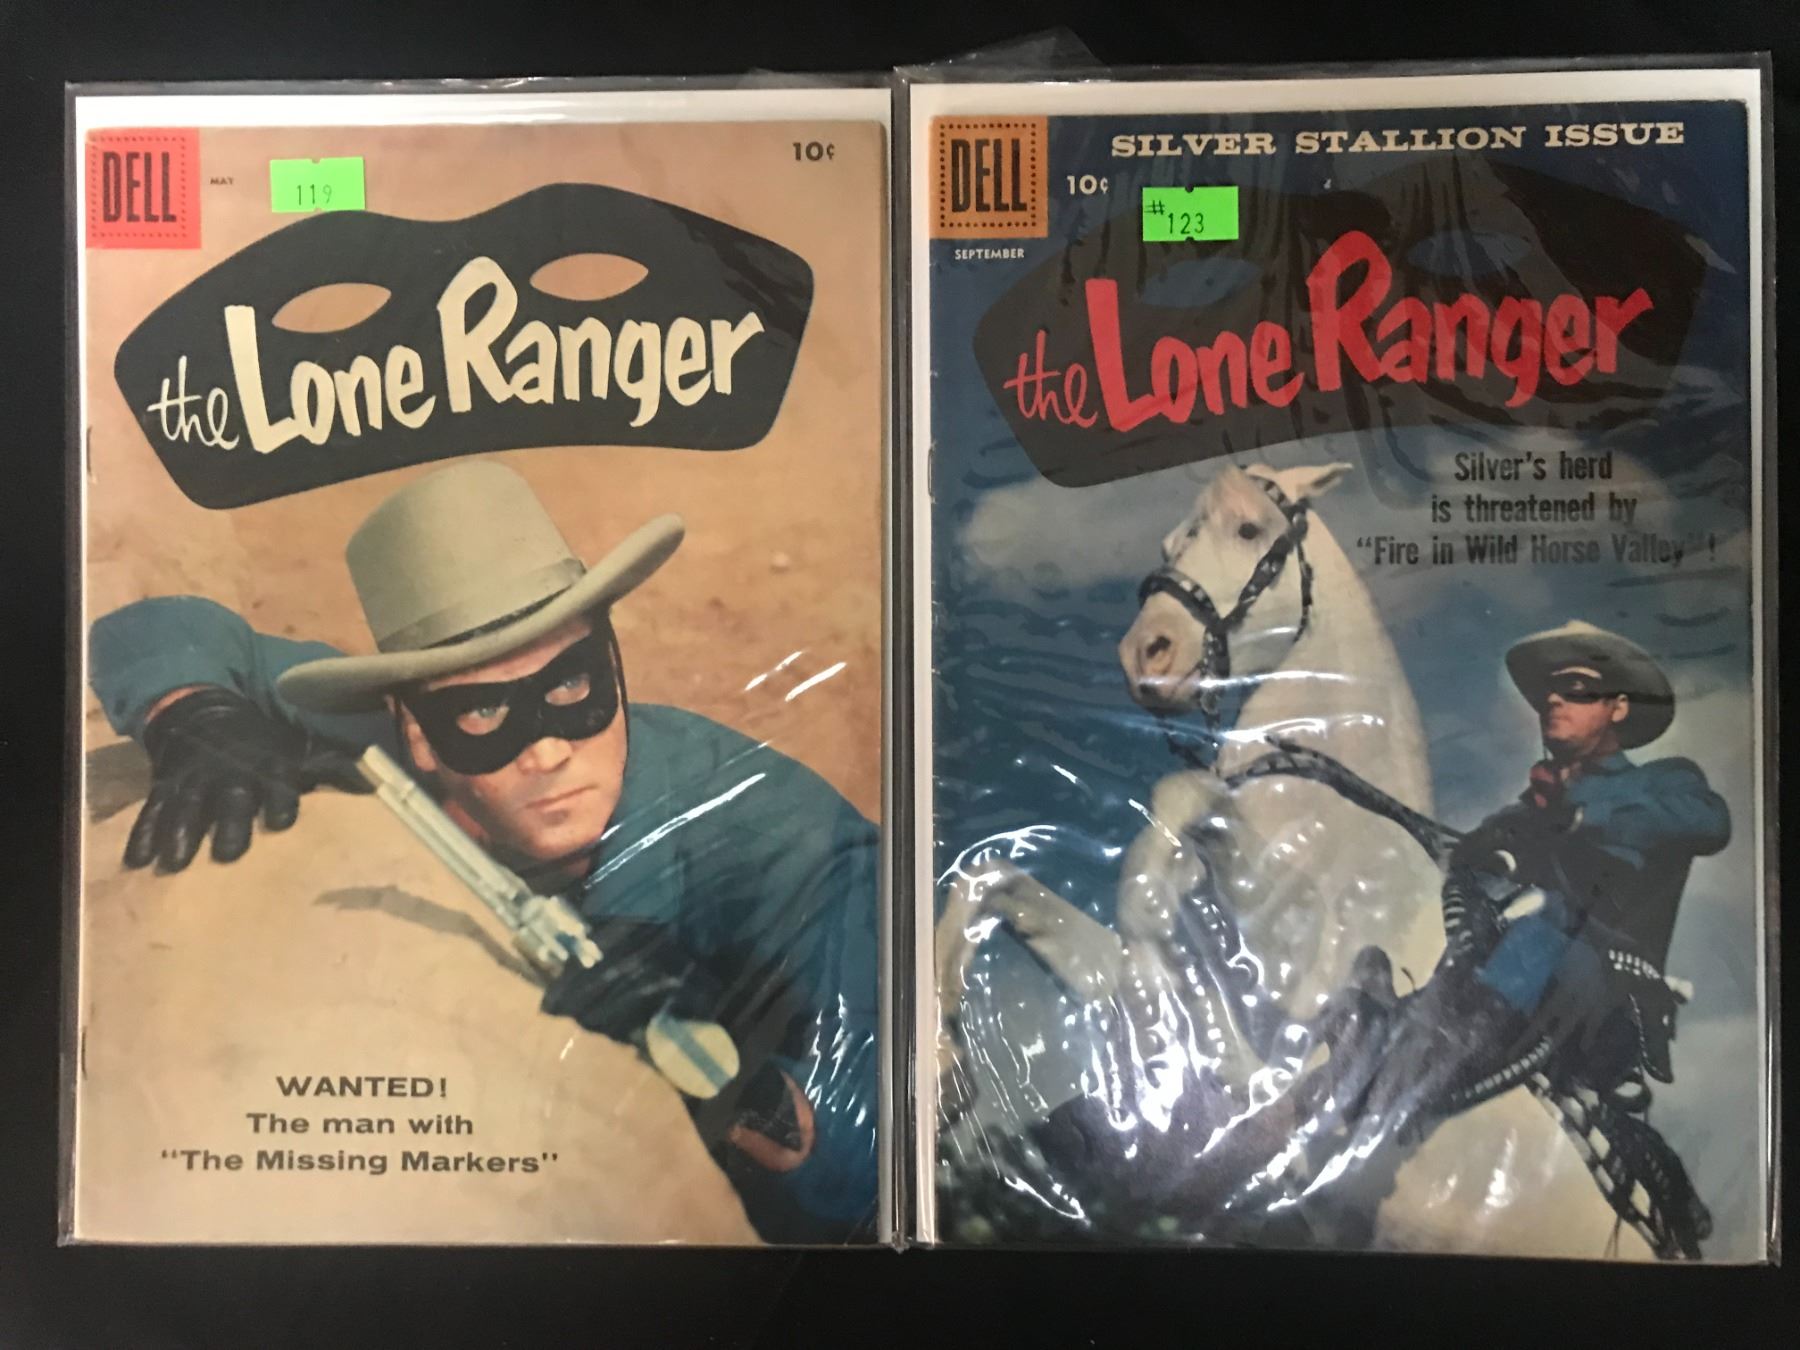 DELL
MAY
119
10¢
the Lone Ranger
WANTED!
The man with
"The Missing Markers"
DELL
SILVER STALLION ISSUE
10¢
#123
SEPTEMBER
the Lone Ranger
Silver's herd
is threatened by
"Fire in Wild Horse Valley"!